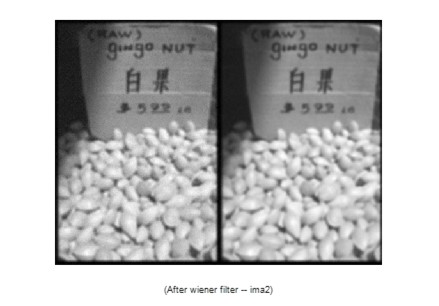 (RAW)
gingo NUT
白果
(RAW)
gingo NUT
白果
(After wiener filter -- ima2)